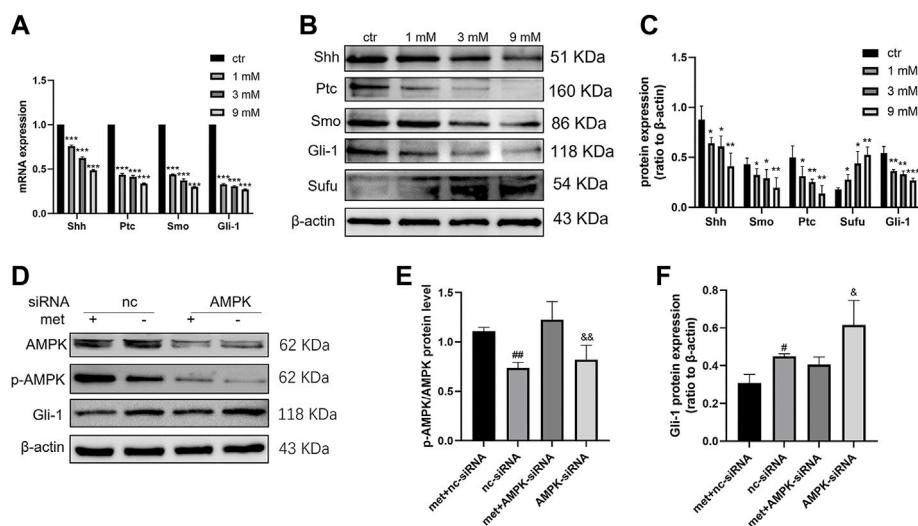 A
ctr
1 mM
3 mM
9 mM
mRNA expression
1.5
1.0
0.5
0.0
*** *** ***
*** *** ***
*** *** ***
*** *** ***
Shh Ptc Smo Gli-1
B
ctr 1 mM 3 mM 9 mM
Shh 51 KDa
Ptc 160 KDa
Smo 86 KDa
Gli-1 118 KDa
Sufu 54 KDa
β-actin 43 KDa
C
ctr
1 mM
3 mM
9 mM
protein expression
(ratio to β-actin)
1.5
1.0
0.5
0.0
* * **
* * **
* ** **
* * **
** ** ***
Shh Smo Ptc Sufu Gli-1
D
siRNA nc AMPK
met + - + -
AMPK 62 KDa
p-AMPK 62 KDa
Gli-1 118 KDa
β-actin 43 KDa
E
p-AMPK/AMPK protein level
1.5
1.0
0.5
0.0
##
&&
met+nc-siRNA
nc-siRNA
met+AMPK-siRNA
AMPK-siRNA
F
Gli-1 protein expression
(ratio to β-actin)
0.8
0.6
0.4
0.2
0.0
#
&
met+nc-siRNA
nc-siRNA
met+AMPK-siRNA
AMPK-siRNA